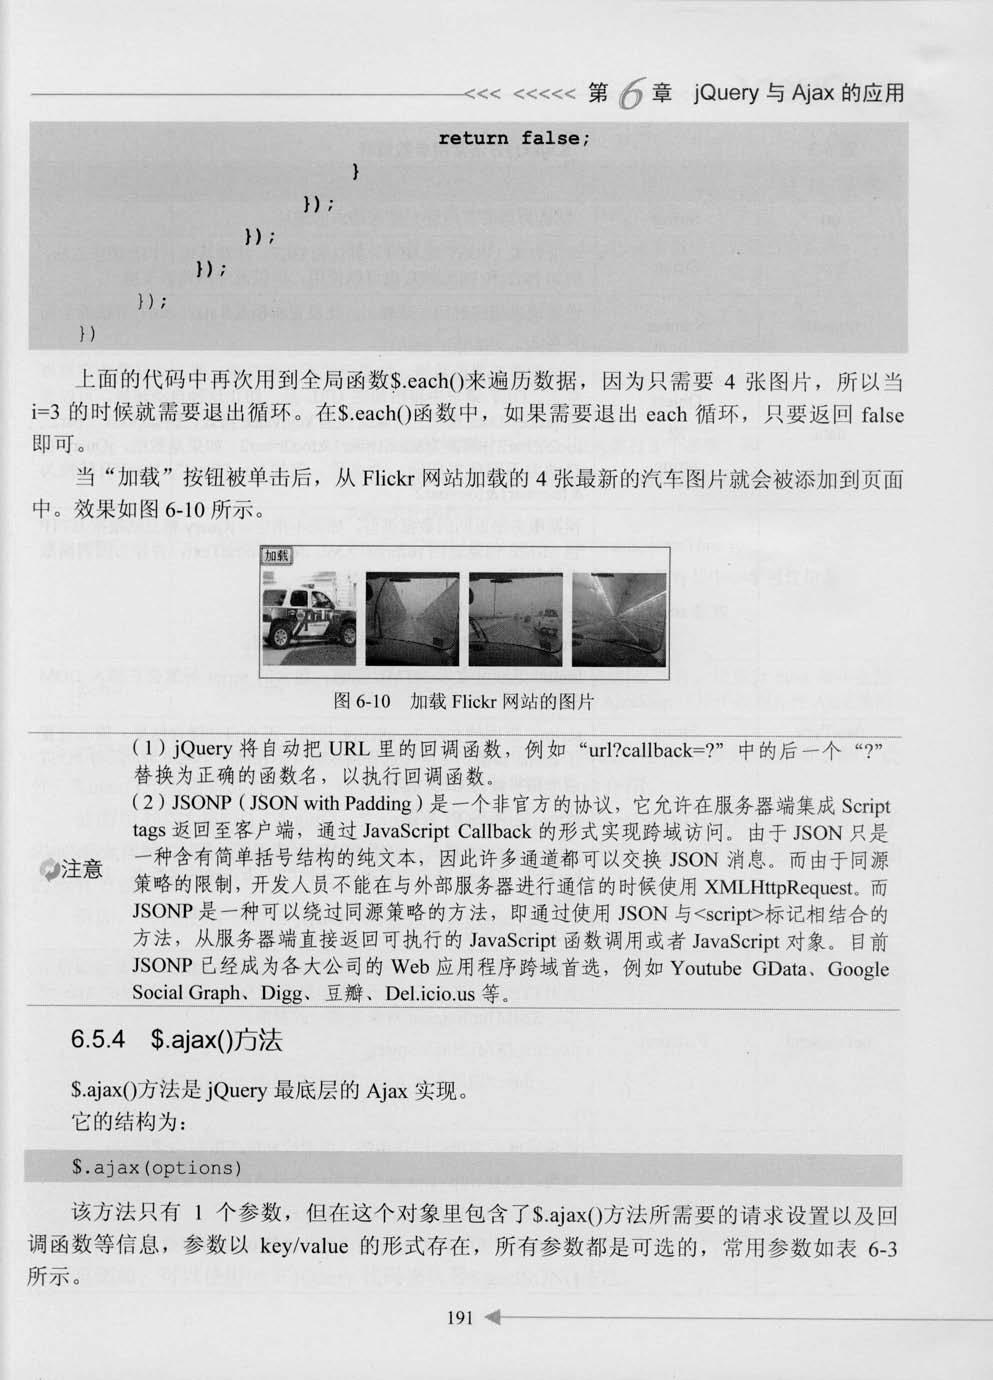 <<< <<<<< 第6章 jQuery 与 Ajax 的应用
return false;
}
});
});
});
});
})
上面的代码中再次用到全局函数$.each()来遍历数据，因为只需要 4 张图片，所以当
i=3 的时候就需要退出循环。在$.each()函数中，如果需要退出 each 循环，只要返回 false
即可。
当“加载”按钮被单击后，从 Flickr 网站加载的 4 张最新的汽车图片就会被添加到页面
中。效果如图 6-10 所示。
加载
图 6-10 加载 Flickr 网站的图片
（1）jQuery 将自动把 URL 里的回调函数，例如“url?callback=?”中的后一个“?”
替换为正确的函数名，以执行回调函数。
（2）JSONP（JSON with Padding）是一个非官方的协议，它允许在服务器端集成 Script
tags 返回至客户端，通过 JavaScript Callback 的形式实现跨域访问。由于 JSON 只是
注意
一种含有简单括号结构的纯文本，因此许多通道都可以交换 JSON 消息。而由于同源
策略的限制，开发人员不能在与外部服务器进行通信的时候使用 XMLHttpRequest。而
JSONP 是一种可以绕过同源策略的方法，即通过使用 JSON 与<script>标记相结合的
方法，从服务器端直接返回可执行的 JavaScript 函数调用或者 JavaScript 对象。目前
JSONP 已经成为各大公司的 Web 应用程序跨域首选，例如 Youtube GData、Google
Social Graph、Digg、豆瓣、Del.icio.us 等。
6.5.4 $.ajax()方法
$.ajax()方法是 jQuery 最底层的 Ajax 实现。
它的结构为：
$.ajax(options)
该方法只有 1 个参数，但在这个对象里包含了$.ajax()方法所需要的请求设置以及回
调函数等信息，参数以 key/value 的形式存在，所有参数都是可选的，常用参数如表 6-3
所示。
191